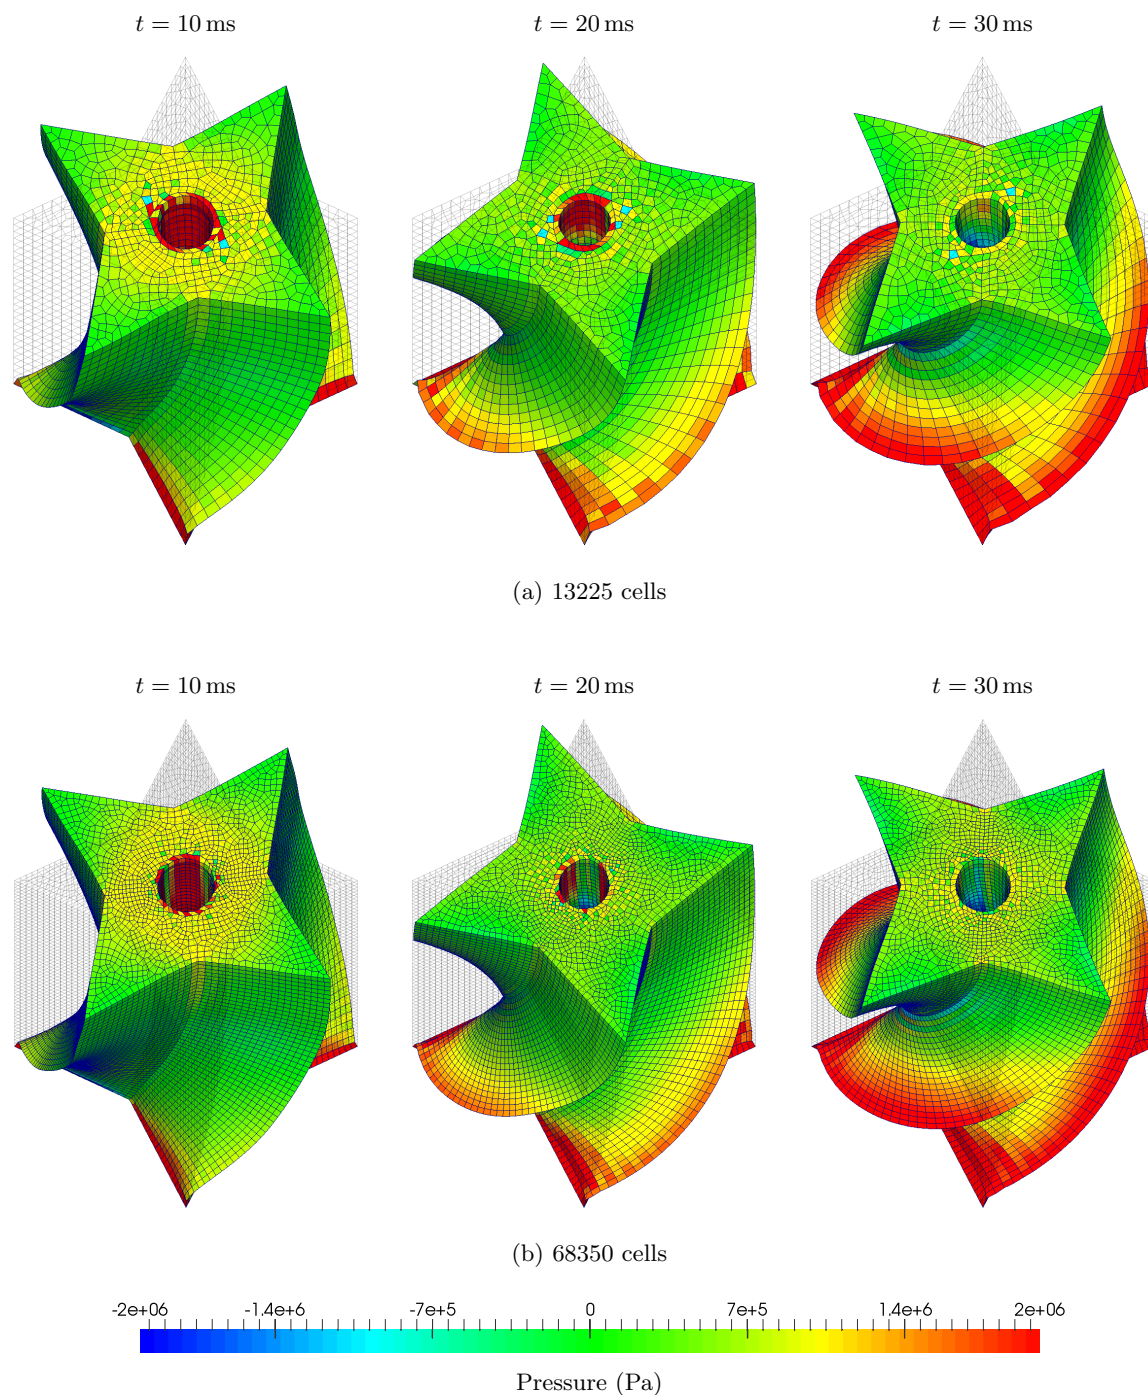 t = 10 ms t = 20 ms t = 30 ms
(a) 13225 cells
t = 10 ms t = 20 ms t = 30 ms
(b) 68350 cells
-2e+06 -1.4e+6 -7e+5 0 7e+5 1.4e+6 2e+06
Pressure (Pa)